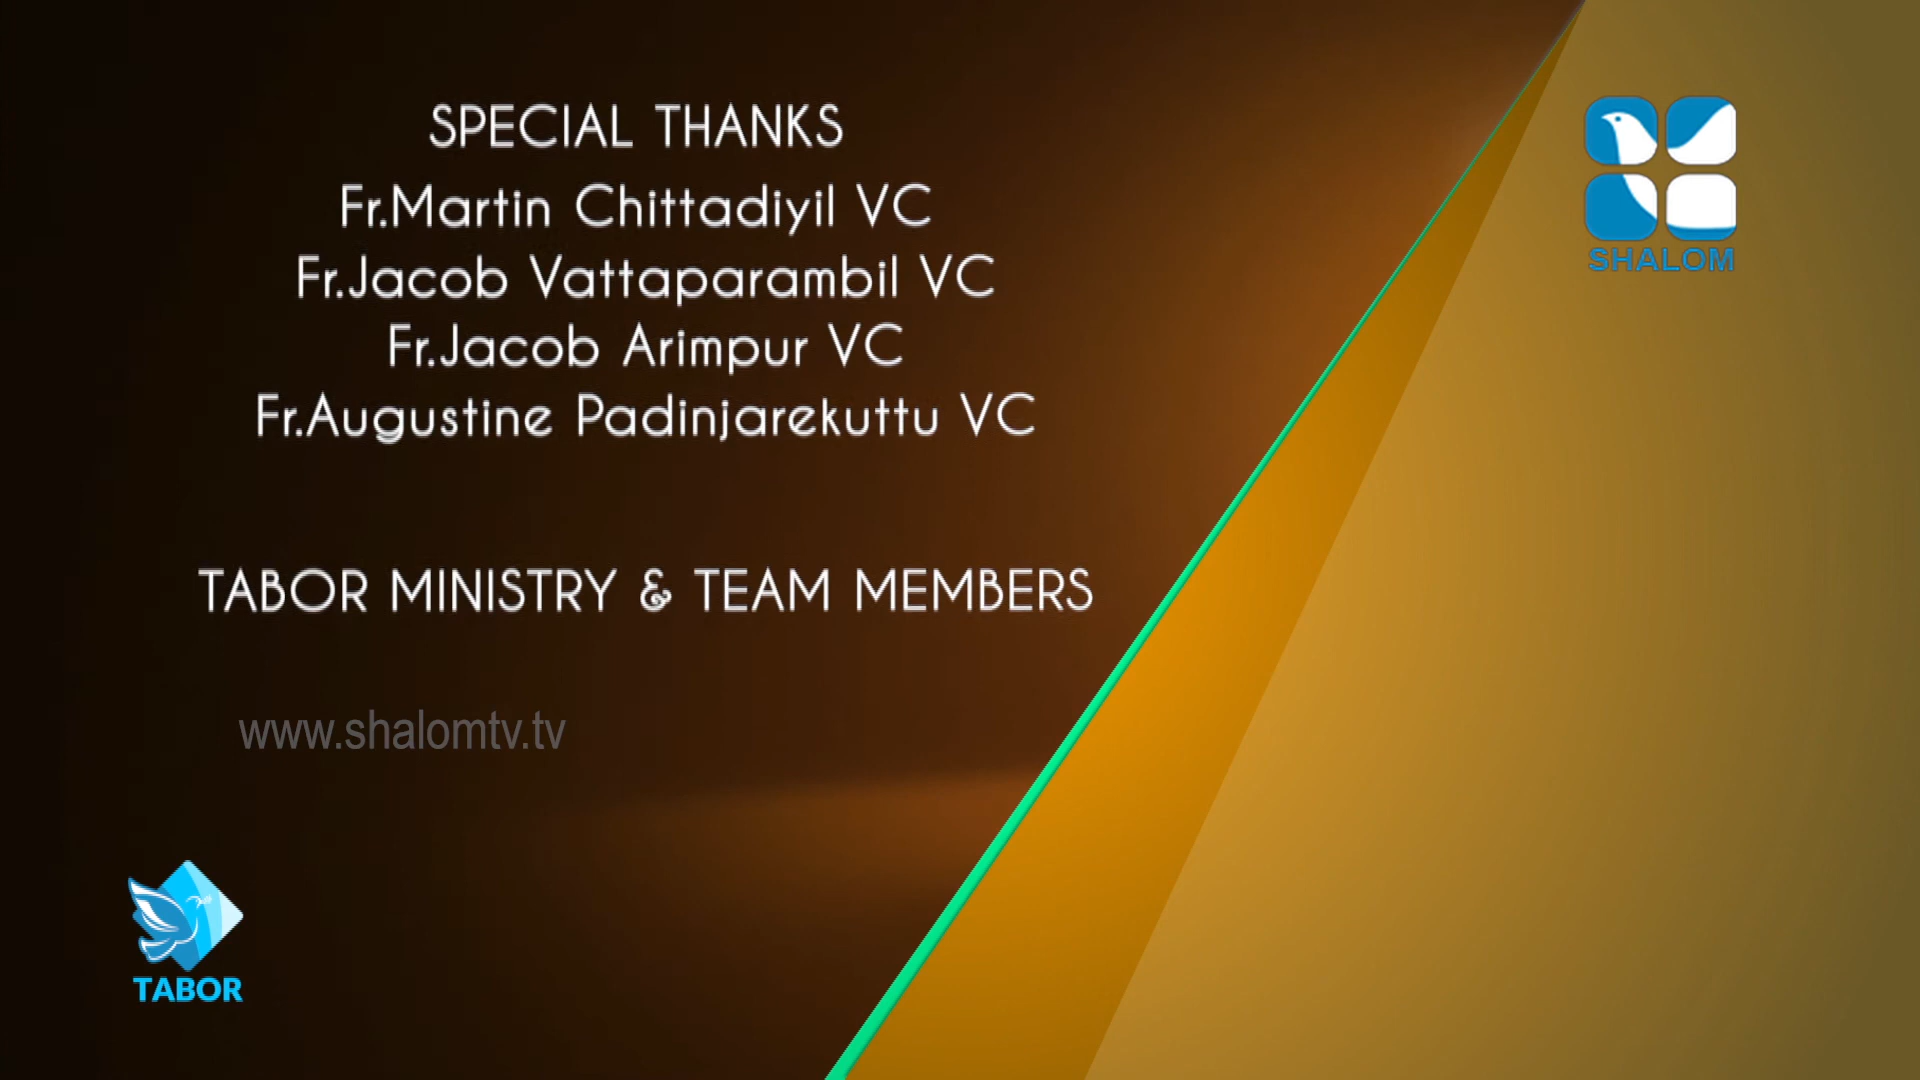 SPECIAL THANKS
Fr.Martin Chittadiyil VC
Fr.Jacob Vattaparambil VC
Fr.Jacob Arimpur VC
Fr.Augustine Padinjarekuttu VC
TABOR MINISTRY & TEAM MEMBERS
www.shalomtv.tv
SHALOM
TABOR